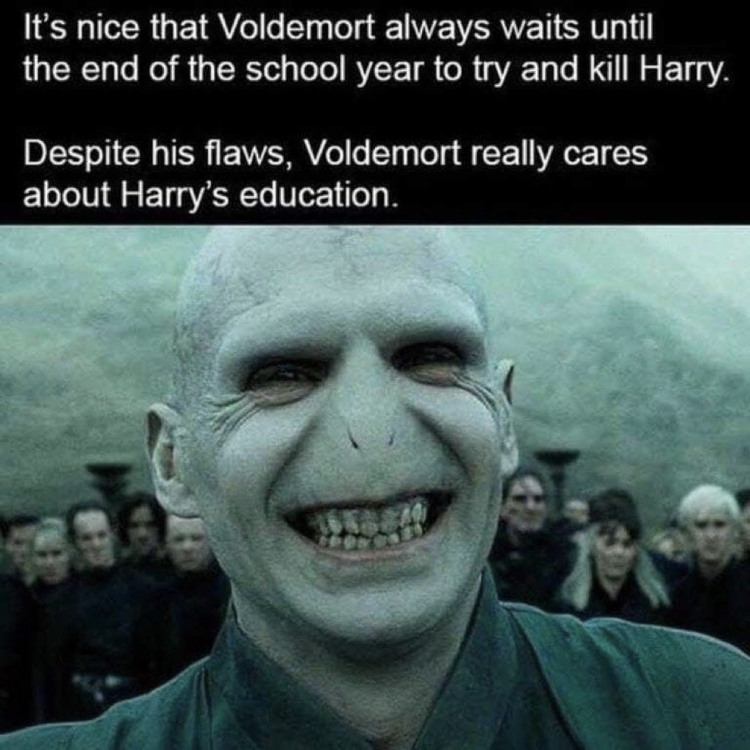 It's nice that Voldemort always waits until
the end of the school year to try and kill Harry.
Despite his flaws, Voldemort really cares
about Harry's education.